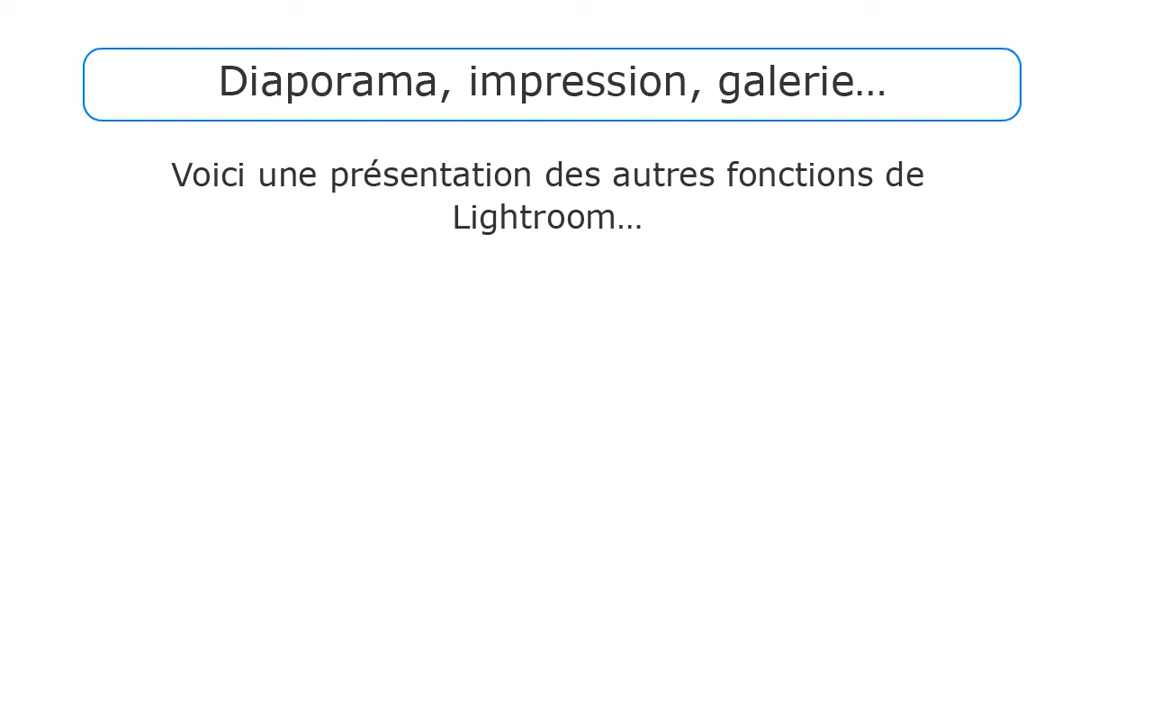 Diaporama, impression, galerie…
Voici une présentation des autres fonctions de
Lightroom…